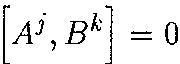 [A^j, B^k] = 0